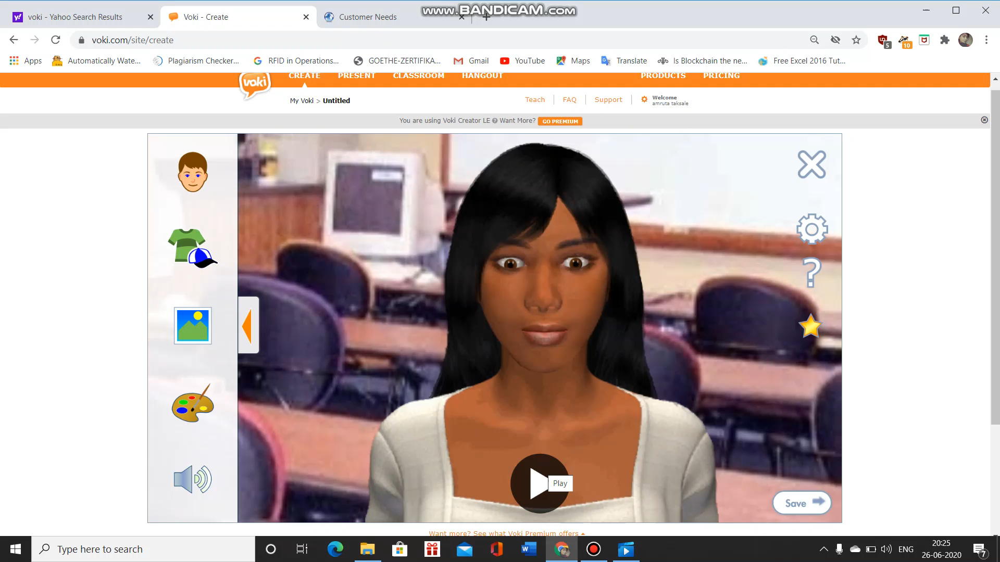 www.BANDICAM.com
voki - Yahoo Search Results
Voki - Create
Customer Needs
voki.com/site/create
5
10
Apps
Automatically Wate...
Plagiarism Checker...
RFID in Operations...
GOETHE-ZERTIFIKA...
Gmail
YouTube
Maps
Translate
Is Blockchain the ne...
Free Excel 2016 Tut...
voki
CREATE
PRESENT
CLASSROOM
HANGOUT
PRODUCTS
PRICING
My Voki > Untitled
Teach
FAQ
Support
Welcome
amruta taksale
You are using Voki Creator LE ? Want More? GO PREMIUM
?
Play
Save
Want more? See what Voki Premium offers
Type here to search
ENG
20:25
26-06-2020
7